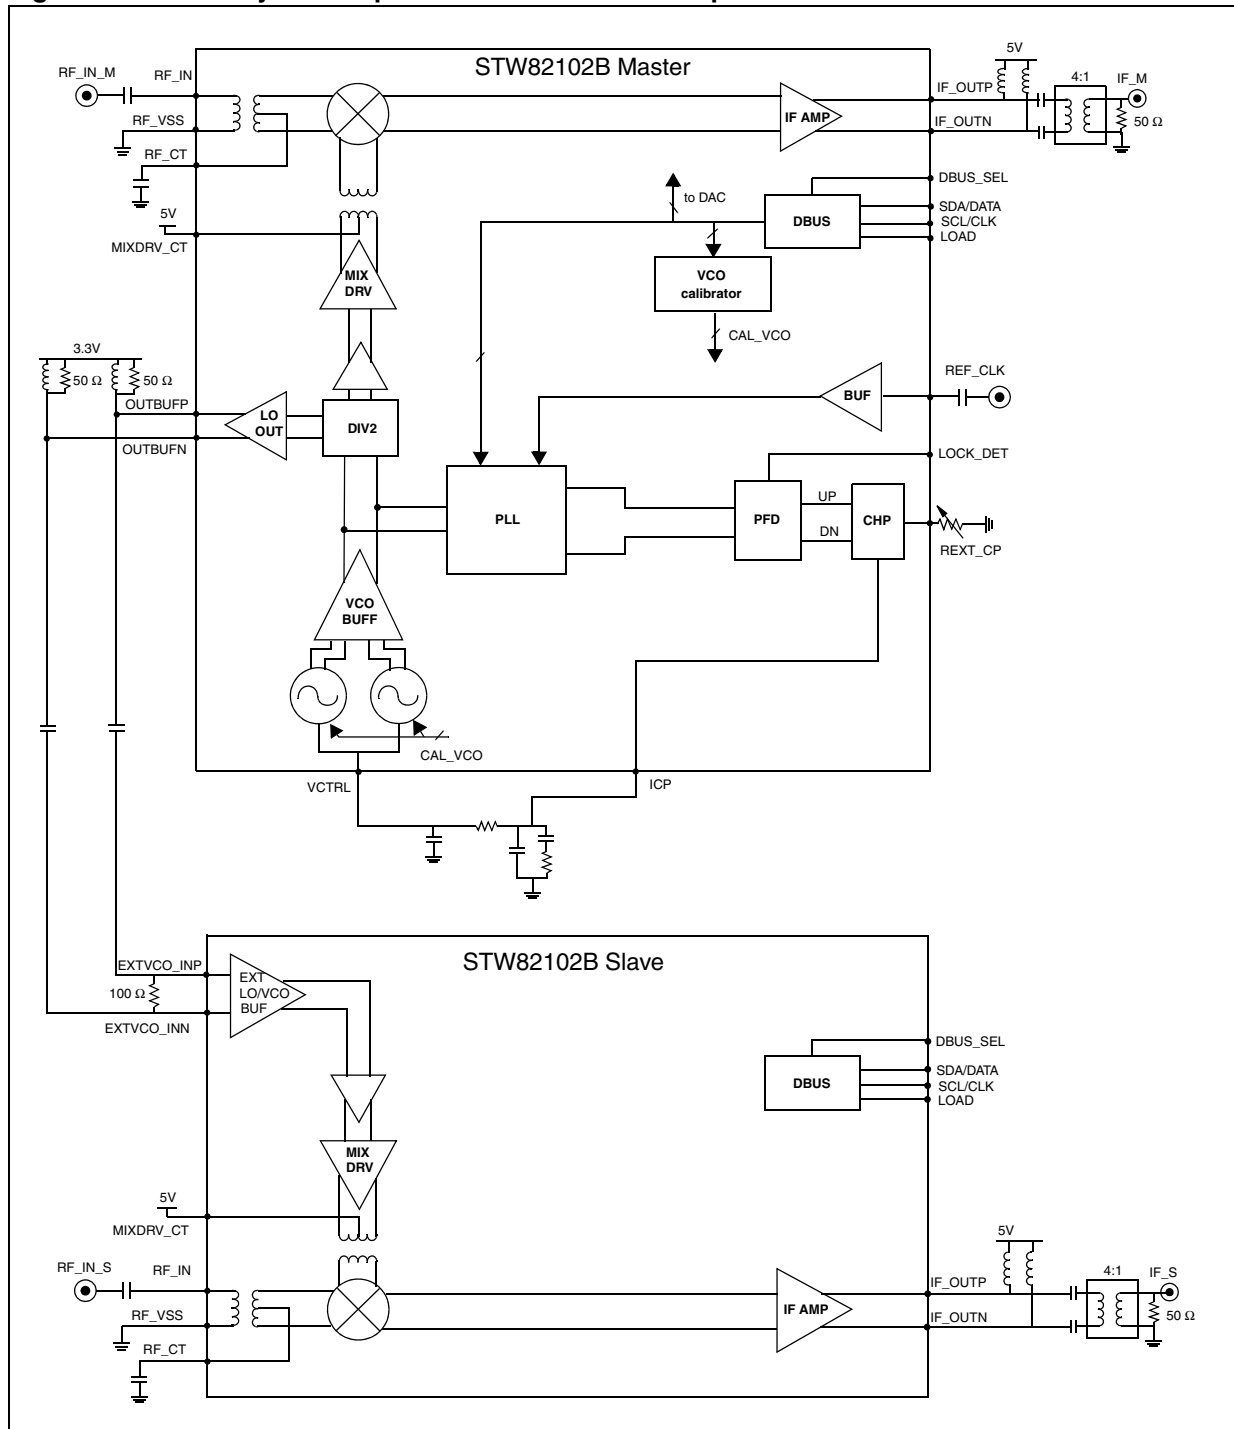 STW82102B Master
5V
RF_IN_M
RF_IN
4:1
IF_M
IF_OUTP
RF_VSS
IF AMP
50 Ω
IF_OUTN
RF_CT
DBUS_SEL
to DAC
5V
SDA/DATA
DBUS
SCL/CLK
MIXDRV_CT
LOAD
MIX
DRV
VCO
calibrator
CAL_VCO
3.3V
50 Ω
50 Ω
REF_CLK
BUF
OUTBUFP
LO
OUT
DIV2
OUTBUFN
LOCK_DET
UP
PLL
PFD
CHP
DN
REXT_CP
VCO
BUFF
CAL_VCO
VCTRL
ICP
STW82102B Slave
EXTVCO_INP
EXT
LO/VCO
BUF
100 Ω
EXTVCO_INN
DBUS_SEL
SDA/DATA
DBUS
SCL/CLK
LOAD
MIX
DRV
5V
MIXDRV_CT
5V
RF_IN_S
RF_IN
4:1
IF_S
IF_OUTP
RF_VSS
IF AMP
50 Ω
IF_OUTN
RF_CT